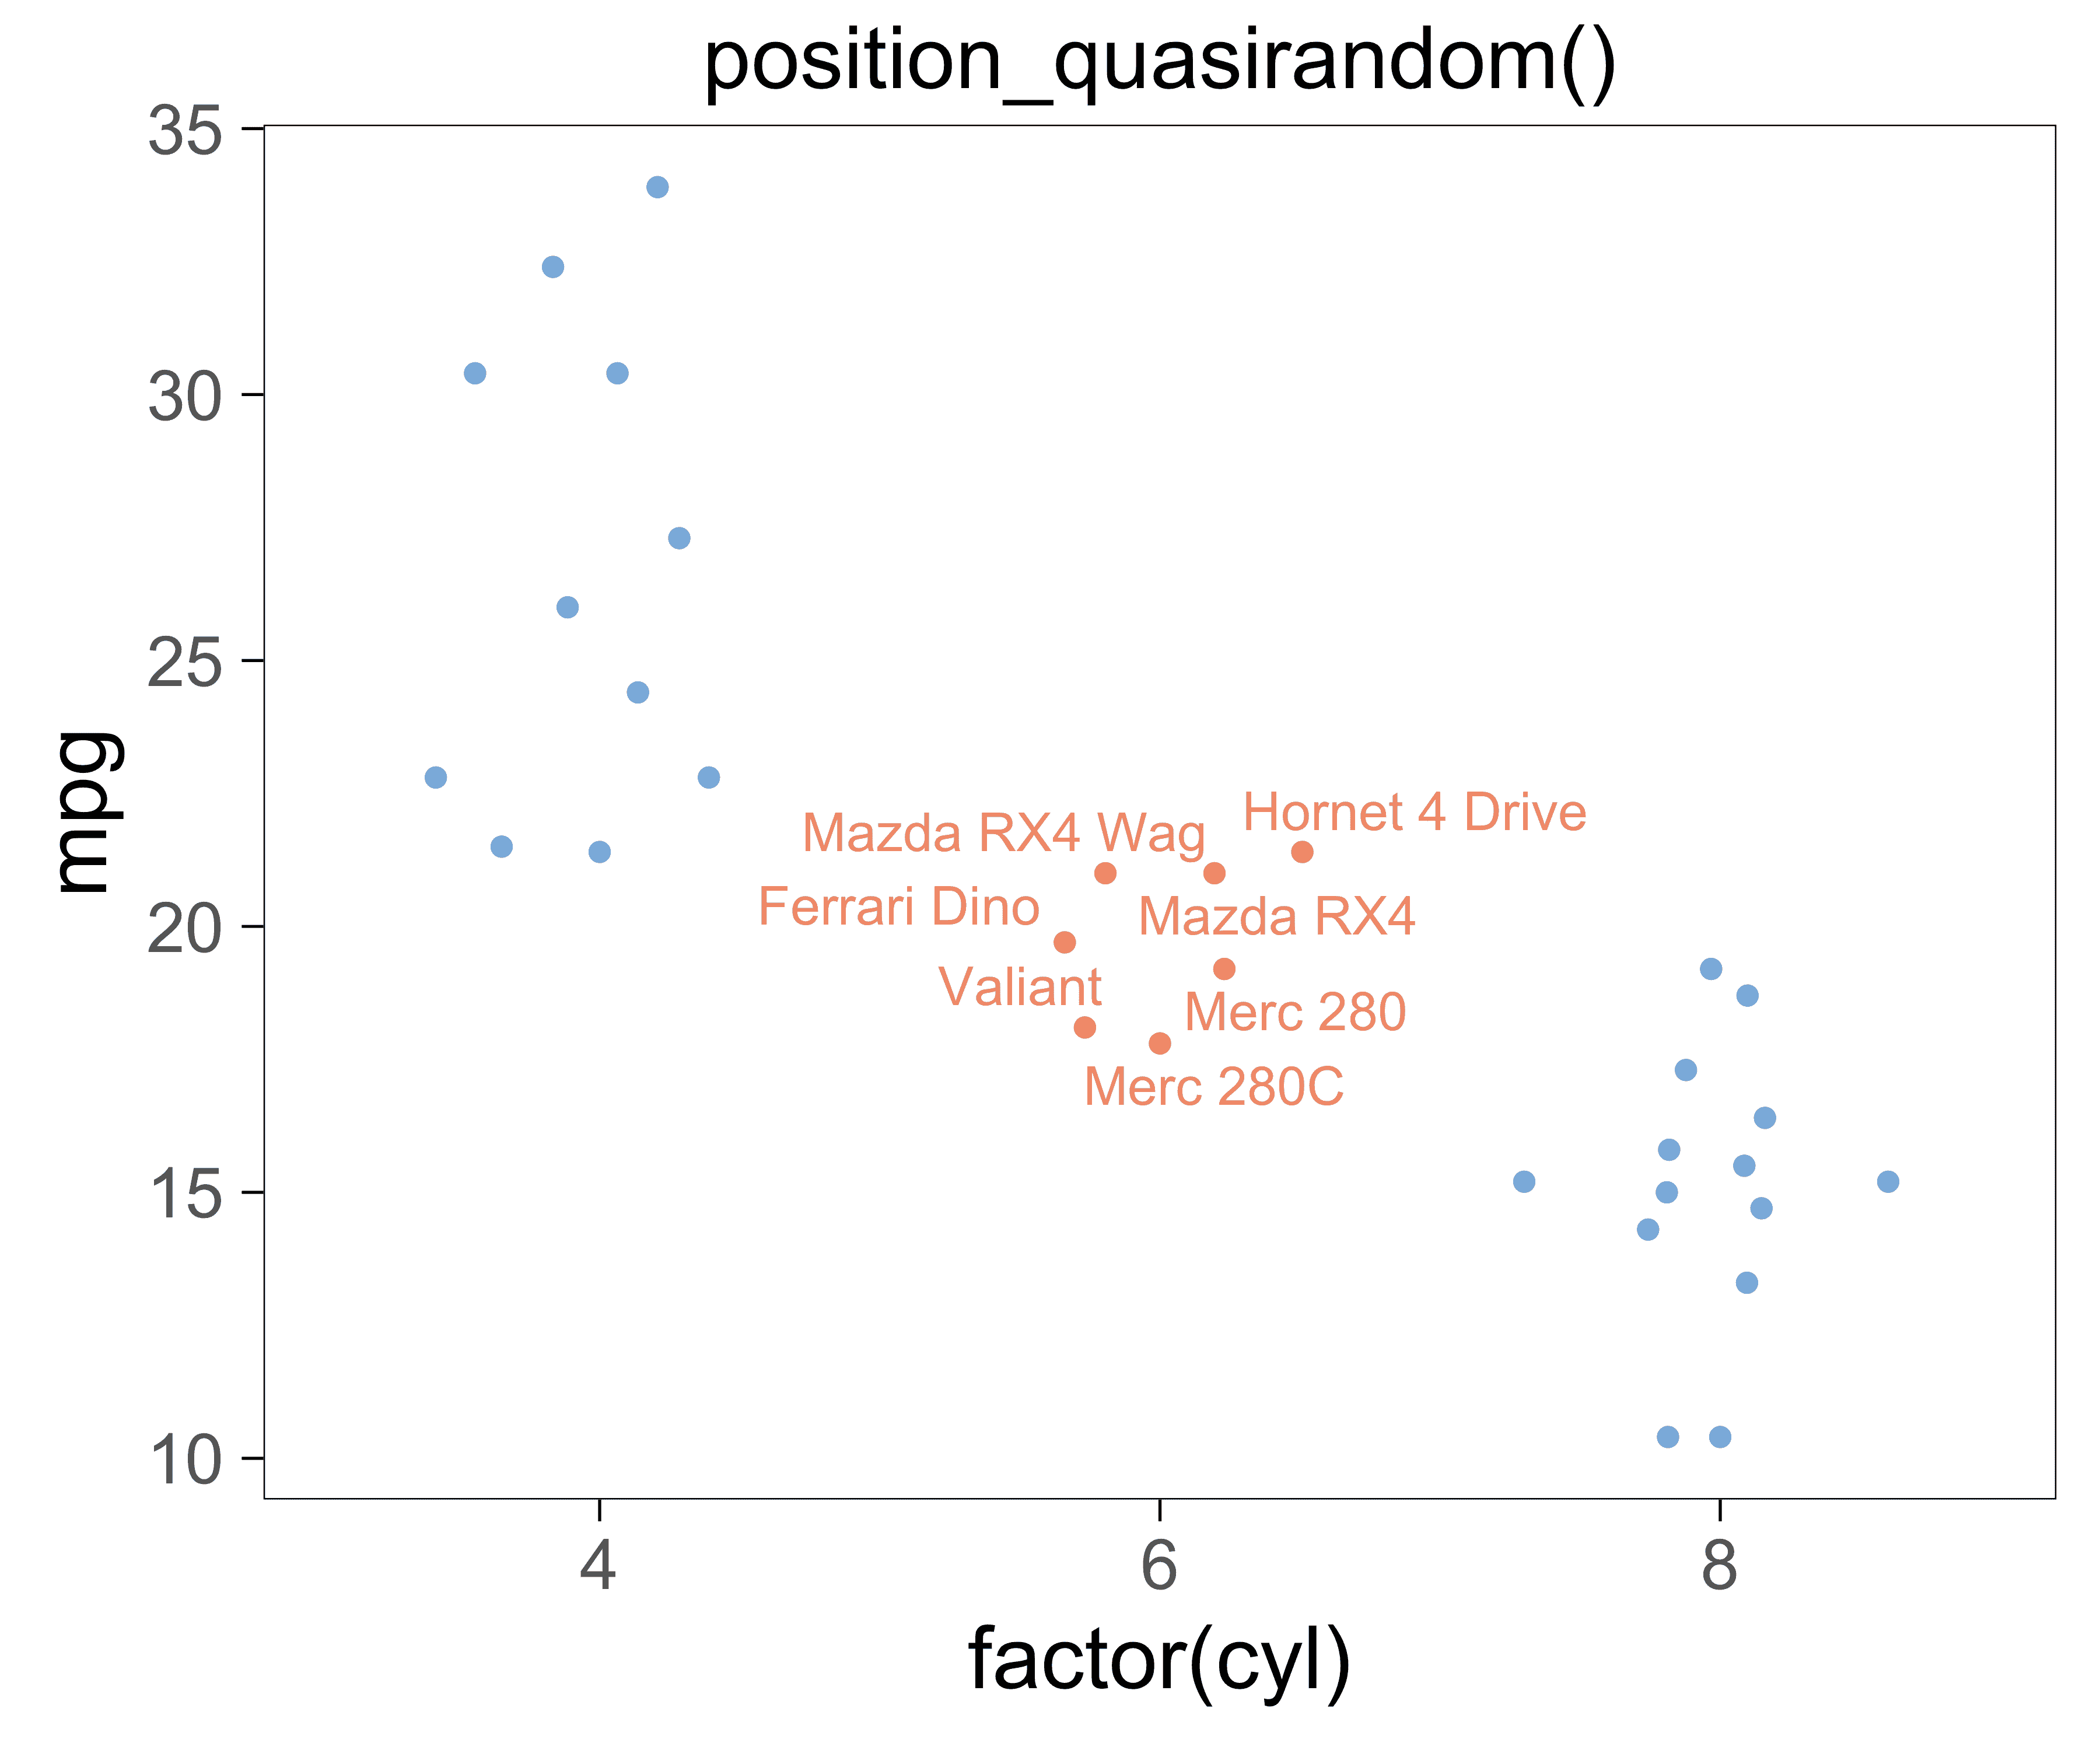 position_quasirandom()
35
30
25
20
15
10
mpg
Hornet 4 Drive
Mazda RX4 Wag
Ferrari Dino
Mazda RX4
Valiant
Merc 280
Merc 280C
4 6 8
factor(cyl)